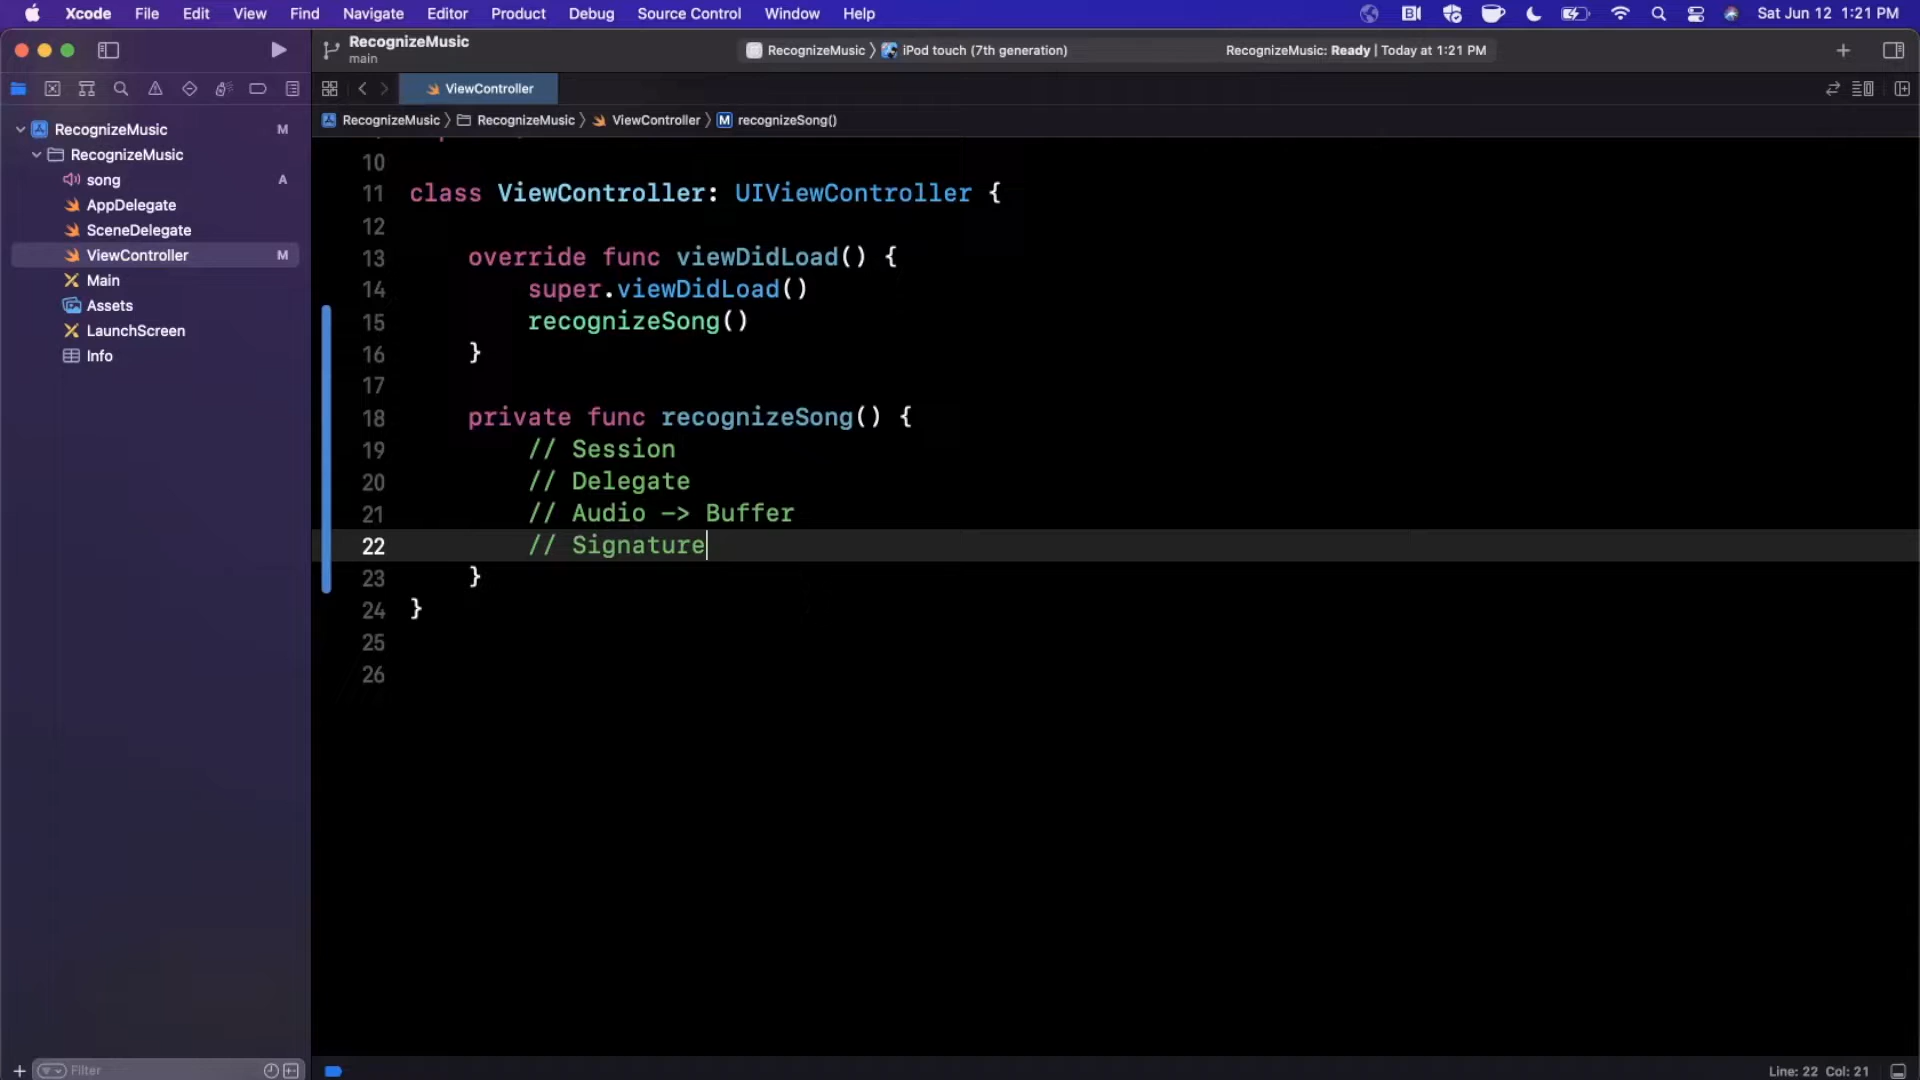 Xcode File Edit View Find Navigate Editor Product Debug Source Control Window Help Sat Jun 12 1:21 PM
RecognizeMusic
main
RecognizeMusic iPod touch (7th generation) RecognizeMusic: Ready | Today at 1:21 PM
ViewController
RecognizeMusic RecognizeMusic ViewController M recognizeSong()
RecognizeMusic M
RecognizeMusic
song A
AppDelegate
SceneDelegate
ViewController M
Main
Assets
LaunchScreen
Info
10
11 class ViewController: UIViewController {
12
13 override func viewDidLoad() {
14 super.viewDidLoad()
15 recognizeSong()
16 }
17
18 private func recognizeSong() {
19 // Session
20 // Delegate
21 // Audio -> Buffer
22 // Signature
23 }
24 }
25
26
Filter
Line: 22 Col: 21